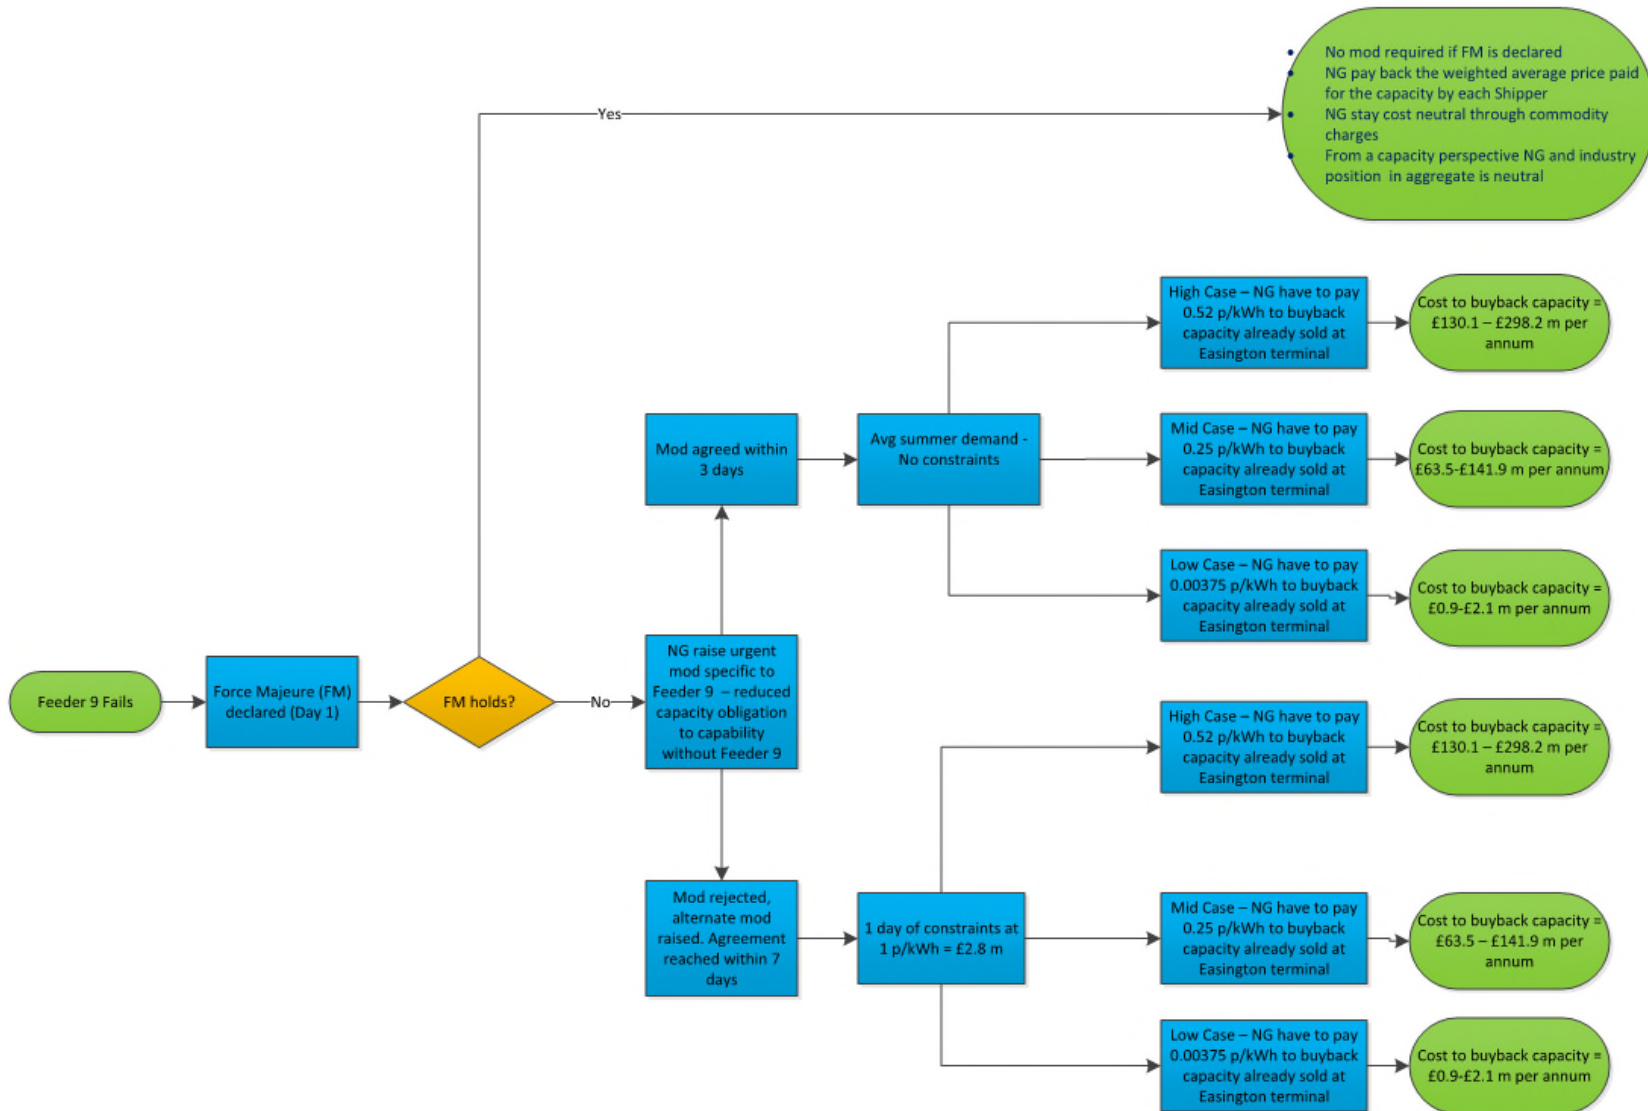 • No mod required if FM is declared
• NG pay back the weighted average price paid
for the capacity by each Shipper
• NG stay cost neutral through commodity
charges
• From a capacity perspective NG and industry
position in aggregate is neutral
Yes
High Case – NG have to pay
0.52 p/kWh to buyback
capacity already sold at
Easington terminal
Cost to buyback capacity =
£130.1 – £298.2 m per
annum
Mod agreed within
3 days
Avg summer demand -
No constraints
Mid Case – NG have to pay
0.25 p/kWh to buyback
capacity already sold at
Easington terminal
Cost to buyback capacity =
£63.5-£141.9 m per annum
Low Case – NG have to pay
0.00375 p/kWh to buyback
capacity already sold at
Easington terminal
Cost to buyback capacity =
£0.9-£2.1 m per annum
Feeder 9 Fails
Force Majeure (FM)
declared (Day 1)
FM holds?
No
NG raise urgent
mod specific to
Feeder 9 – reduced
capacity obligation
to capability
without Feeder 9
High Case – NG have to pay
0.52 p/kWh to buyback
capacity already sold at
Easington terminal
Cost to buyback capacity =
£130.1 – £298.2 m per
annum
Mod rejected,
alternate mod
raised. Agreement
reached within 7
days
1 day of constraints at
1 p/kWh = £2.8 m
Mid Case – NG have to pay
0.25 p/kWh to buyback
capacity already sold at
Easington terminal
Cost to buyback capacity =
£63.5 – £141.9 m per
annum
Low Case – NG have to pay
0.00375 p/kWh to buyback
capacity already sold at
Easington terminal
Cost to buyback capacity =
£0.9-£2.1 m per annum